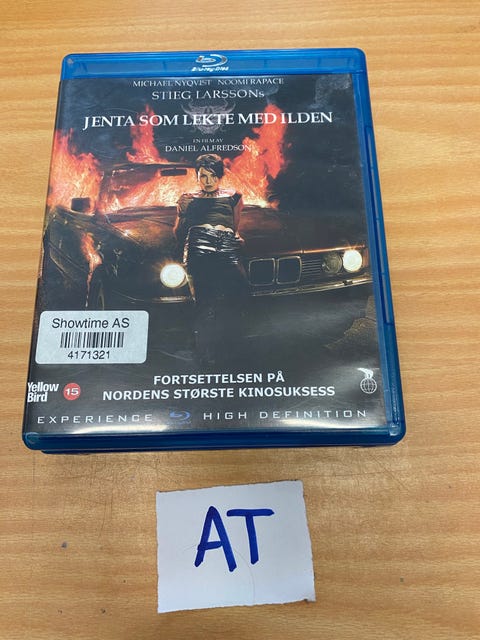 Blu-ray Disc
MICHAEL NYQVIST NOOMI RAPACE
STIEG LARSSONs
JENTA SOM LEKTE MED ILDEN
EN FILM AV
DANIEL ALFREDSON
Showtime AS
4171321
Yellow
Bird
15
FORTSETTELSEN PÅ
NORDENS STØRSTE KINOSUKSESS
EXPERIENCE HIGH DEFINITION
AT